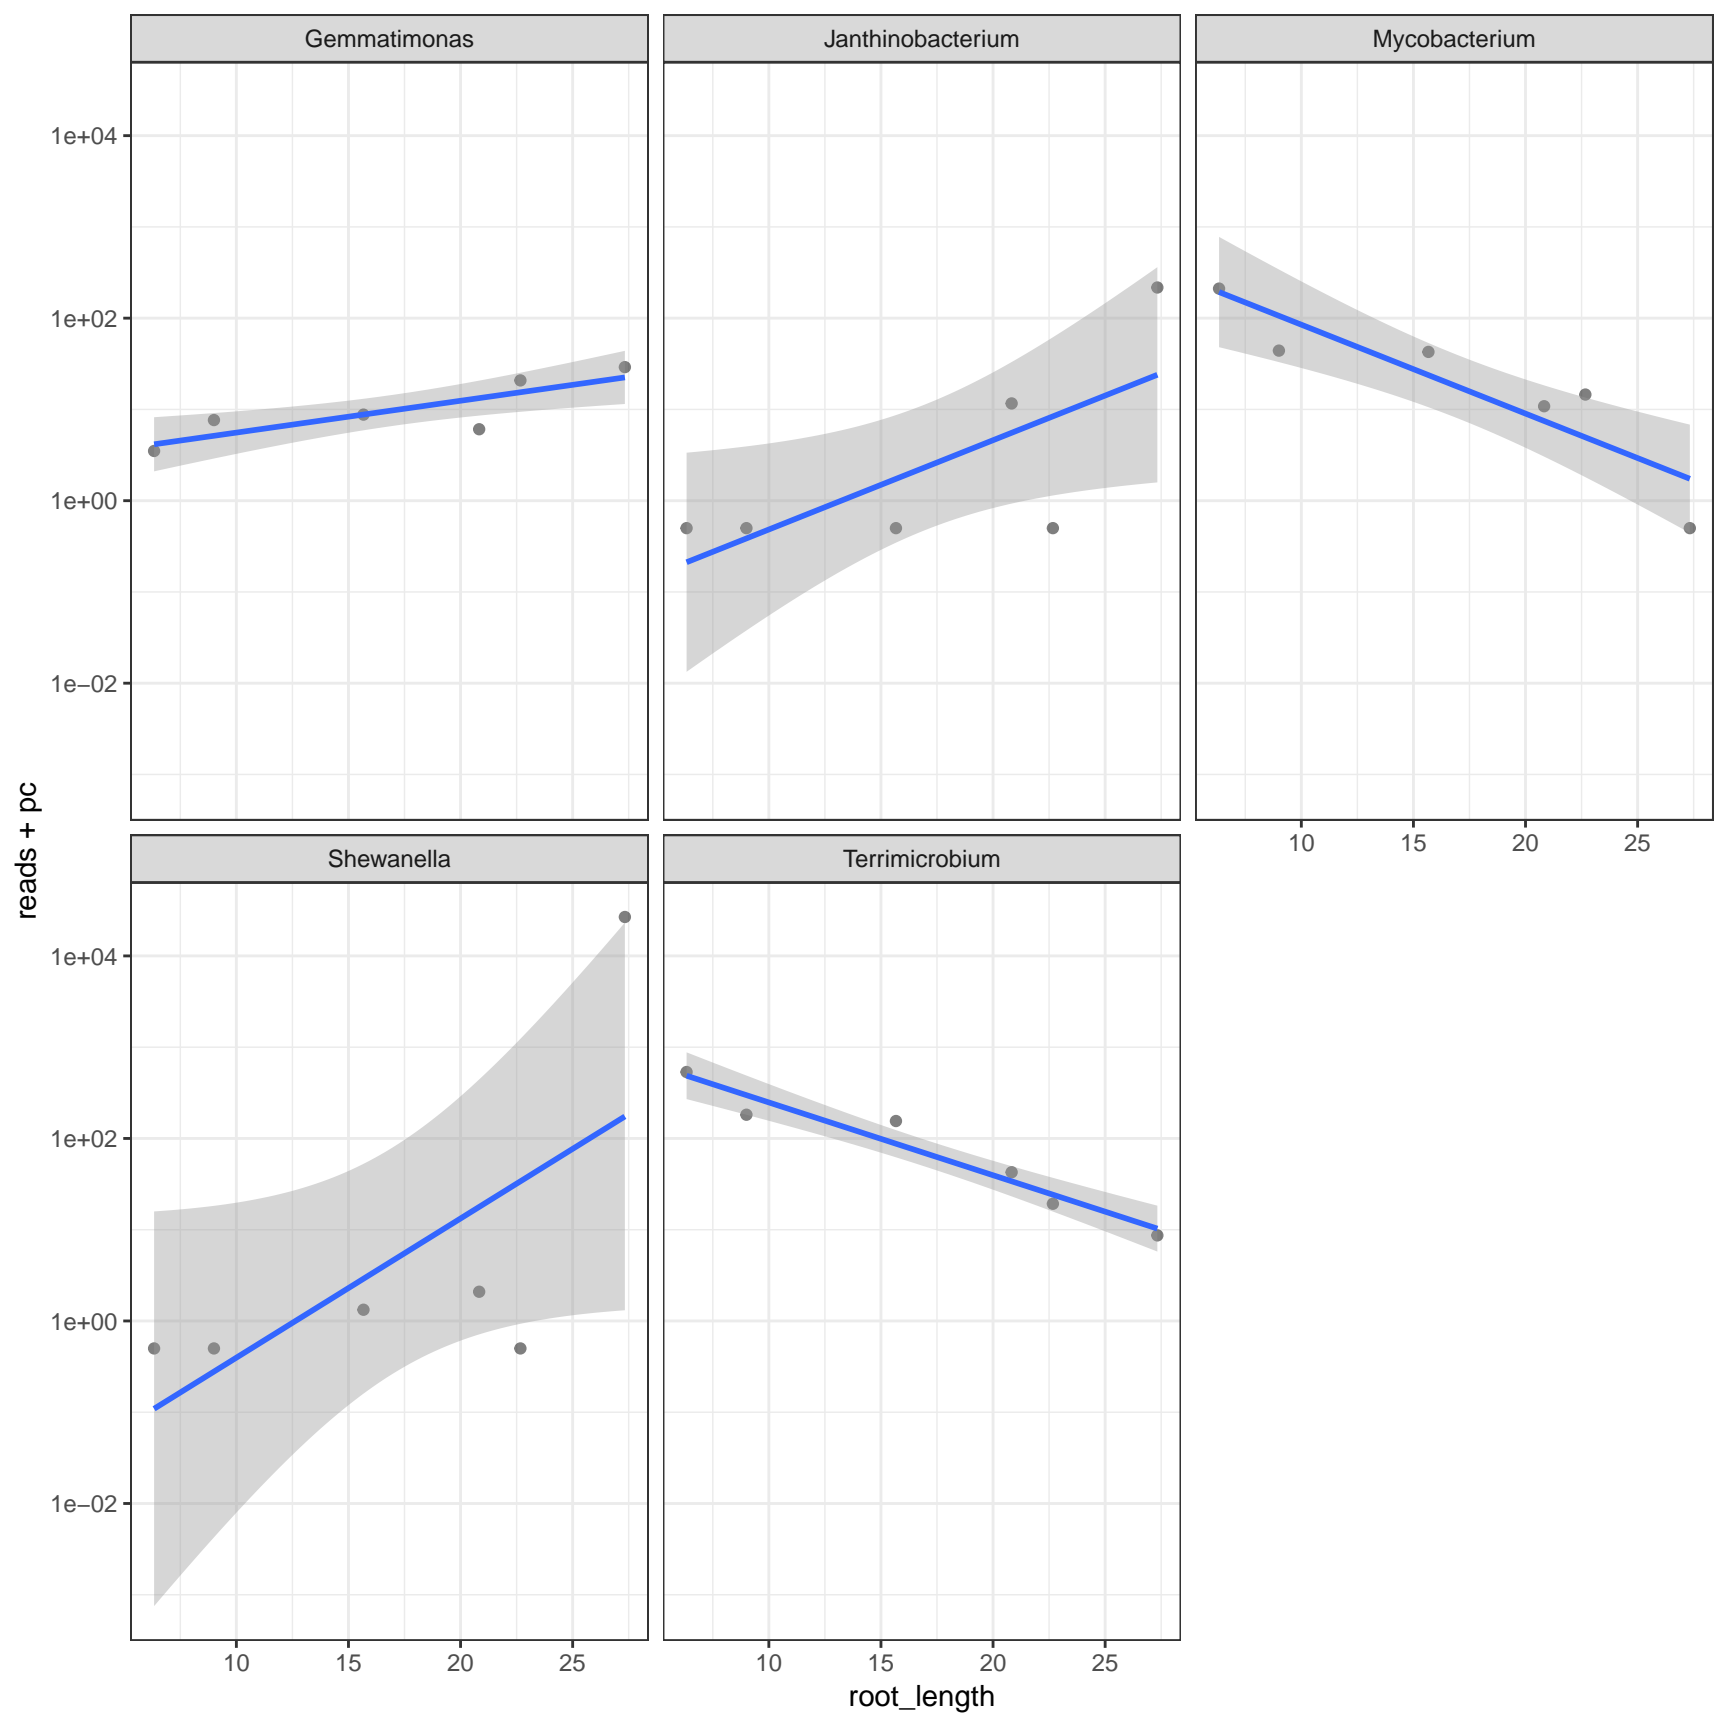 Gemmatimonas
Janthinobacterium
Mycobacterium
1e+04
1e+02
1e+00
1e−02
10 15 20 25
reads + pc
Shewanella
Terrimicrobium
1e+04
1e+02
1e+00
1e−02
10 15 20 25
10 15 20 25
root_length